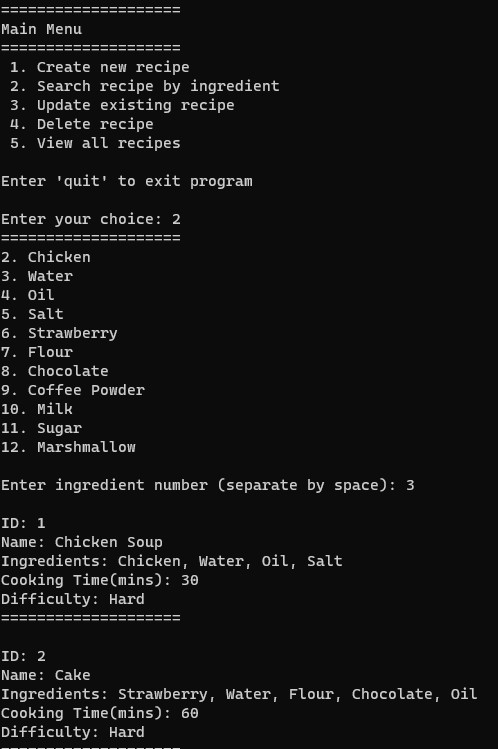 ====================
Main Menu
====================
 1. Create new recipe
 2. Search recipe by ingredient
 3. Update existing recipe
 4. Delete recipe
 5. View all recipes

Enter 'quit' to exit program

Enter your choice: 2
====================
2. Chicken
3. Water
4. Oil
5. Salt
6. Strawberry
7. Flour
8. Chocolate
9. Coffee Powder
10. Milk
11. Sugar
12. Marshmallow

Enter ingredient number (separate by space): 3

ID: 1
Name: Chicken Soup
Ingredients: Chicken, Water, Oil, Salt
Cooking Time(mins): 30
Difficulty: Hard
====================

ID: 2
Name: Cake
Ingredients: Strawberry, Water, Flour, Chocolate, Oil
Cooking Time(mins): 60
Difficulty: Hard
====================